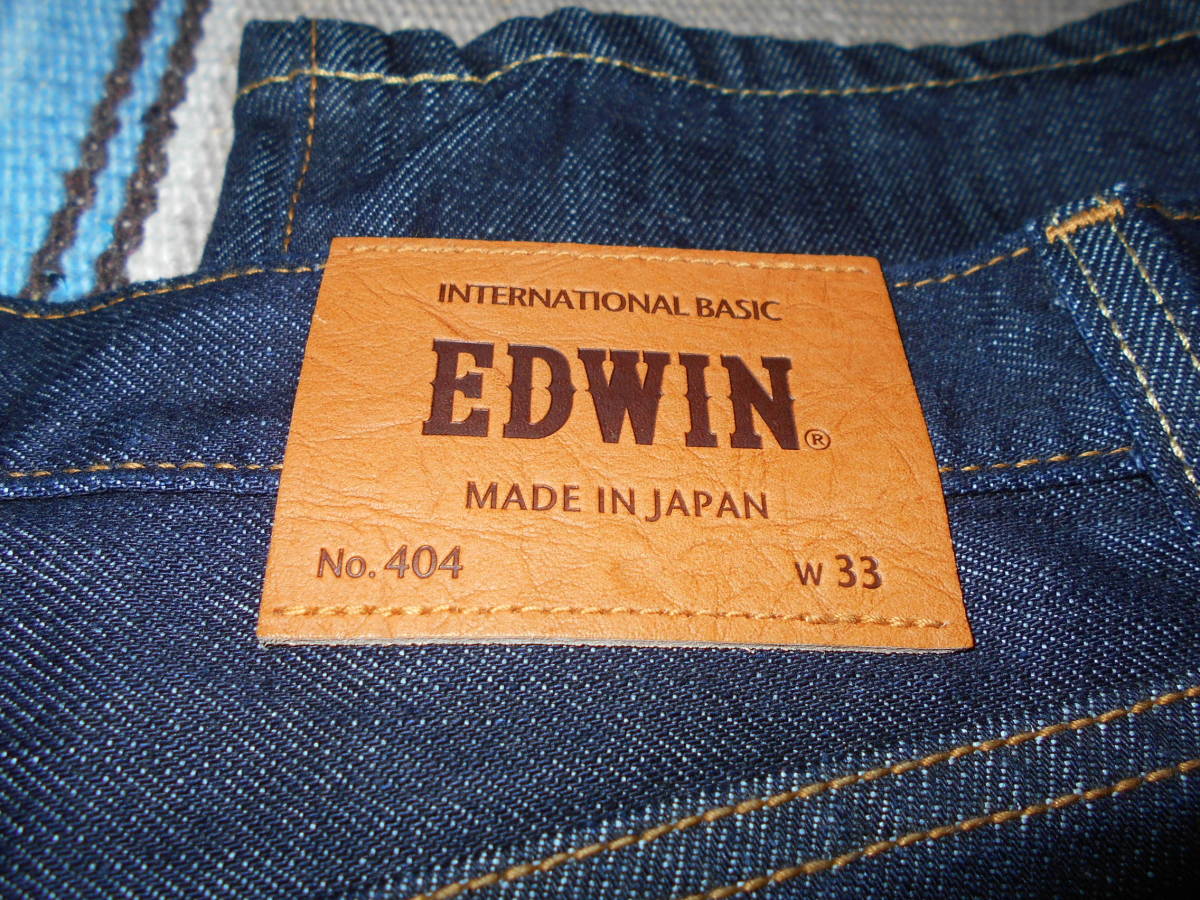 INTERNATIONAL BASIC
EDWIN®
MADE IN JAPAN
No. 404 W 33